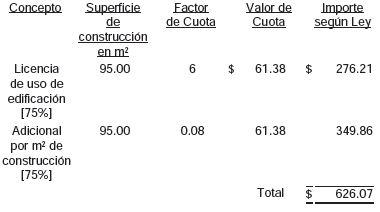 Concepto Superficie Factor Valor de Importe
de de Cuota Cuota según Ley
construcción
en m²
Licencia 95.00 6 $ 61.38 $ 276.21
de uso de
edificación
[75%]
Adicional 95.00 0.08 61.38 349.86
por m² de
construcción
[75%]
Total $ 626.07